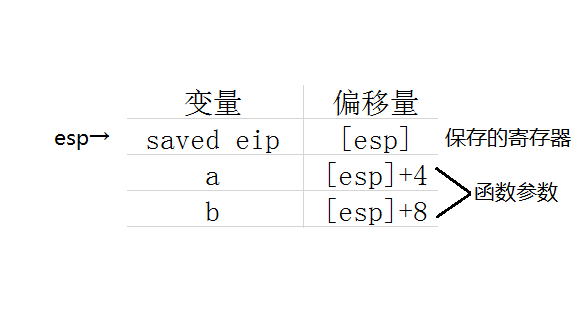 变量 偏移量
esp→ saved eip [esp] 保存的寄存器
a [esp]+4
函数参数
b [esp]+8